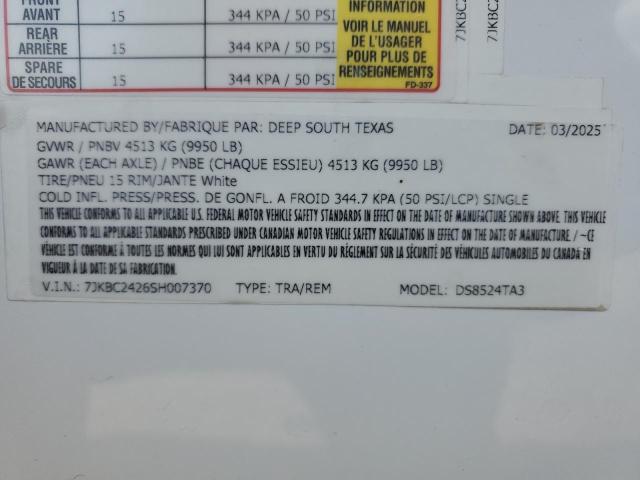 FRONT
AVANT 15 344 KPA / 50 PSI
REAR
ARRIÈRE 15 344 KPA / 50 PSI
SPARE
DE SECOURS 15 344 KPA / 50 PSI
INFORMATION
VOIR LE MANUEL
DE L'USAGER
POUR PLUS DE
RENSEIGNEMENTS
FD-337
7JKBC2
7JKBC2
MANUFACTURED BY/FABRIQUE PAR: DEEP SOUTH TEXAS DATE: 03/2025
GVWR / PNBV 4513 KG (9950 LB)
GAWR (EACH AXLE) / PNBE (CHAQUE ESSIEU) 4513 KG (9950 LB)
TIRE/PNEU 15 RIM/JANTE White
COLD INFL. PRESS/PRESS. DE GONFL. A FROID 344.7 KPA (50 PSI/LCP) SINGLE
THIS VEHICLE CONFORMS TO ALL APPLICABLE U.S. FEDERAL MOTOR VEHICLE SAFETY STANDARDS IN EFFECT ON THE DATE OF MANUFACTURE SHOWN ABOVE. THIS VEHICLE
CONFORMS TO ALL APPLICABLE STANDARDS PRESCRIBED UNDER CANADIAN MOTOR VEHICLE SAFETY REGULATIONS IN EFFECT ON THE DATE OF MANUFACTURE. / ~CE
VÉHICLE EST CONFORME À TOUTES LES NORMES QUI LUI SONT APPLICABLES EN VERTU DU RÉGLEMENT SUR LA SÉCURITÉ DES VÉHICULES AUTOMOBILES DU CANADA EN
VIGUEUR À LA DATE DE SA FABRICATION.
V.I.N.: 7JKBC2426SH007370 TYPE: TRA/REM MODEL: DS8524TA3